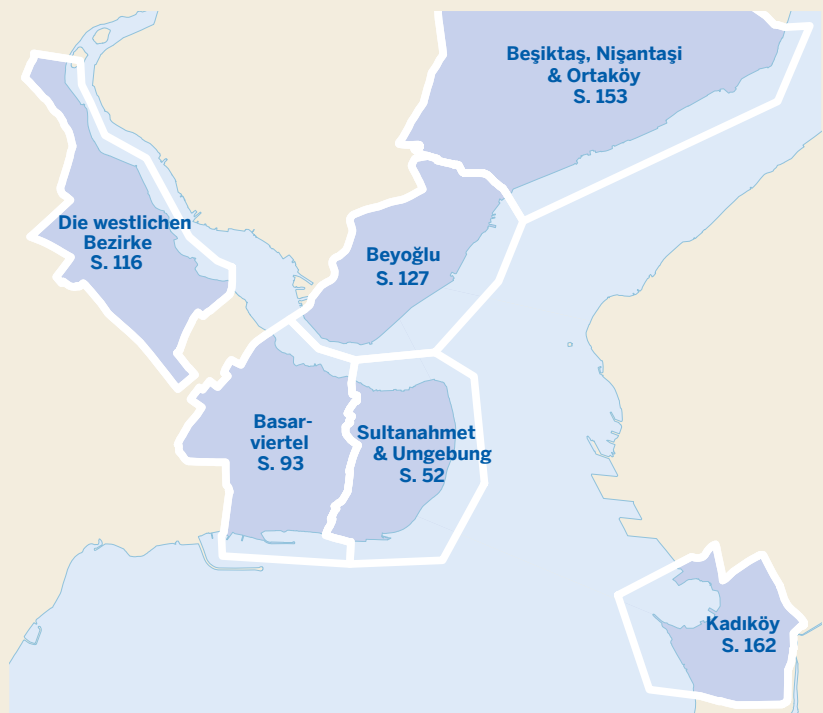 Beşiktaş, Nişantaşi
& Ortaköy
S. 153
Die westlichen
Bezirke
S. 116
Beyoğlu
S. 127
Basar-
viertel
S. 93
Sultanahmet
& Umgebung
S. 52
Kadıköy
S. 162